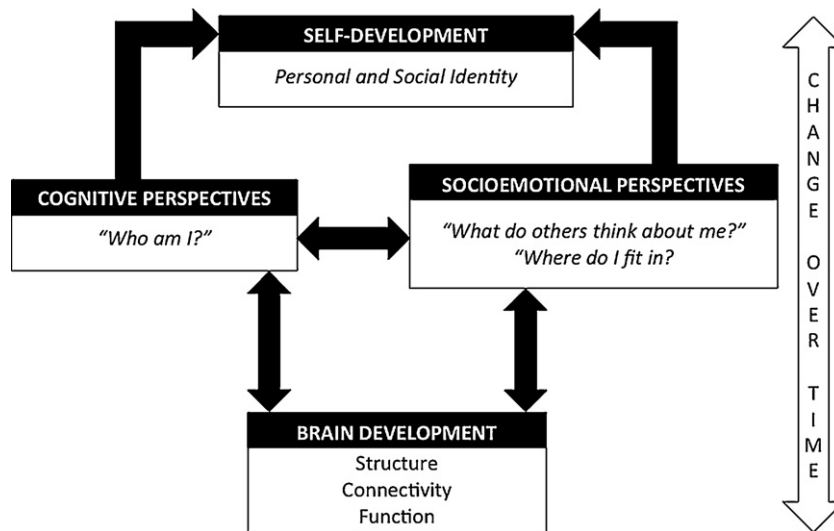 SELF-DEVELOPMENT
Personal and Social Identity
COGNITIVE PERSPECTIVES
“Who am I?”
SOCIOEMOTIONAL PERSPECTIVES
“What do others think about me?”
“Where do I fit in?
BRAIN DEVELOPMENT
Structure
Connectivity
Function
CHANGE OVER TIME